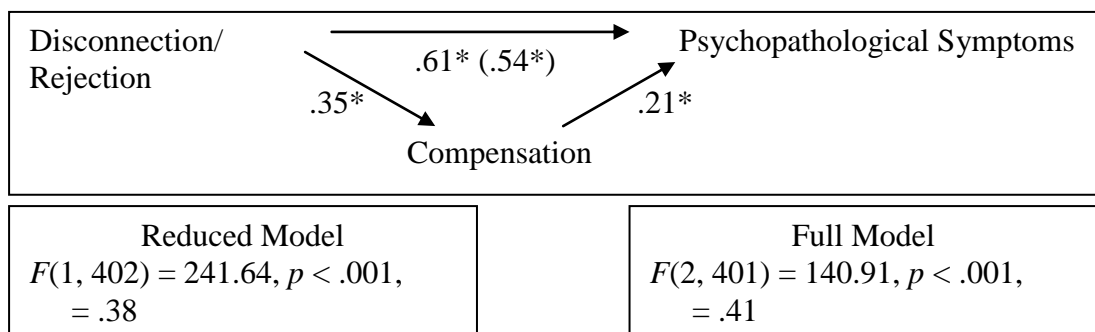 Disconnection/
Rejection
Psychopathological Symptoms
.61* (.54*)
.35*
.21*
Compensation
Reduced Model
F(1, 402) = 241.64, p < .001,
= .38
Full Model
F(2, 401) = 140.91, p < .001,
= .41